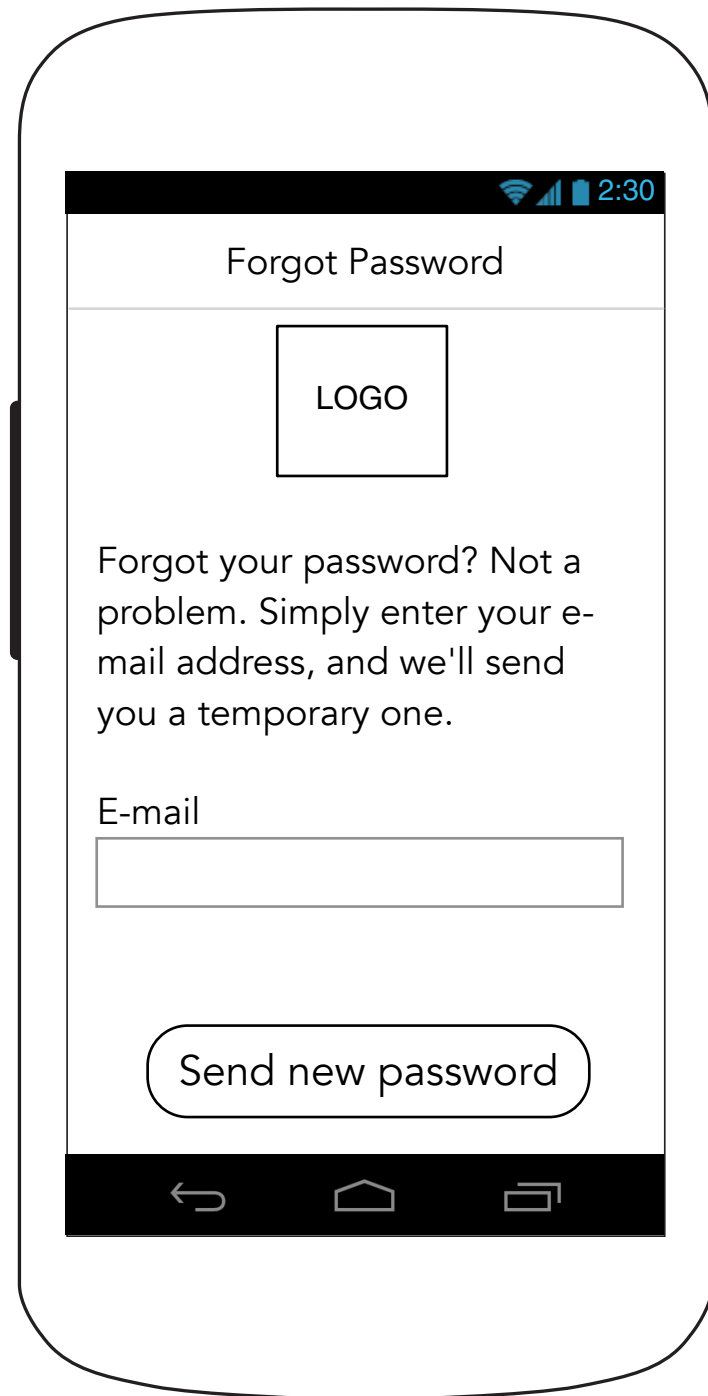 2:30
Forgot Password
LOGO
Forgot your password? Not a
problem. Simply enter your e-
mail address, and we'll send
you a temporary one.
E-mail
Send new password